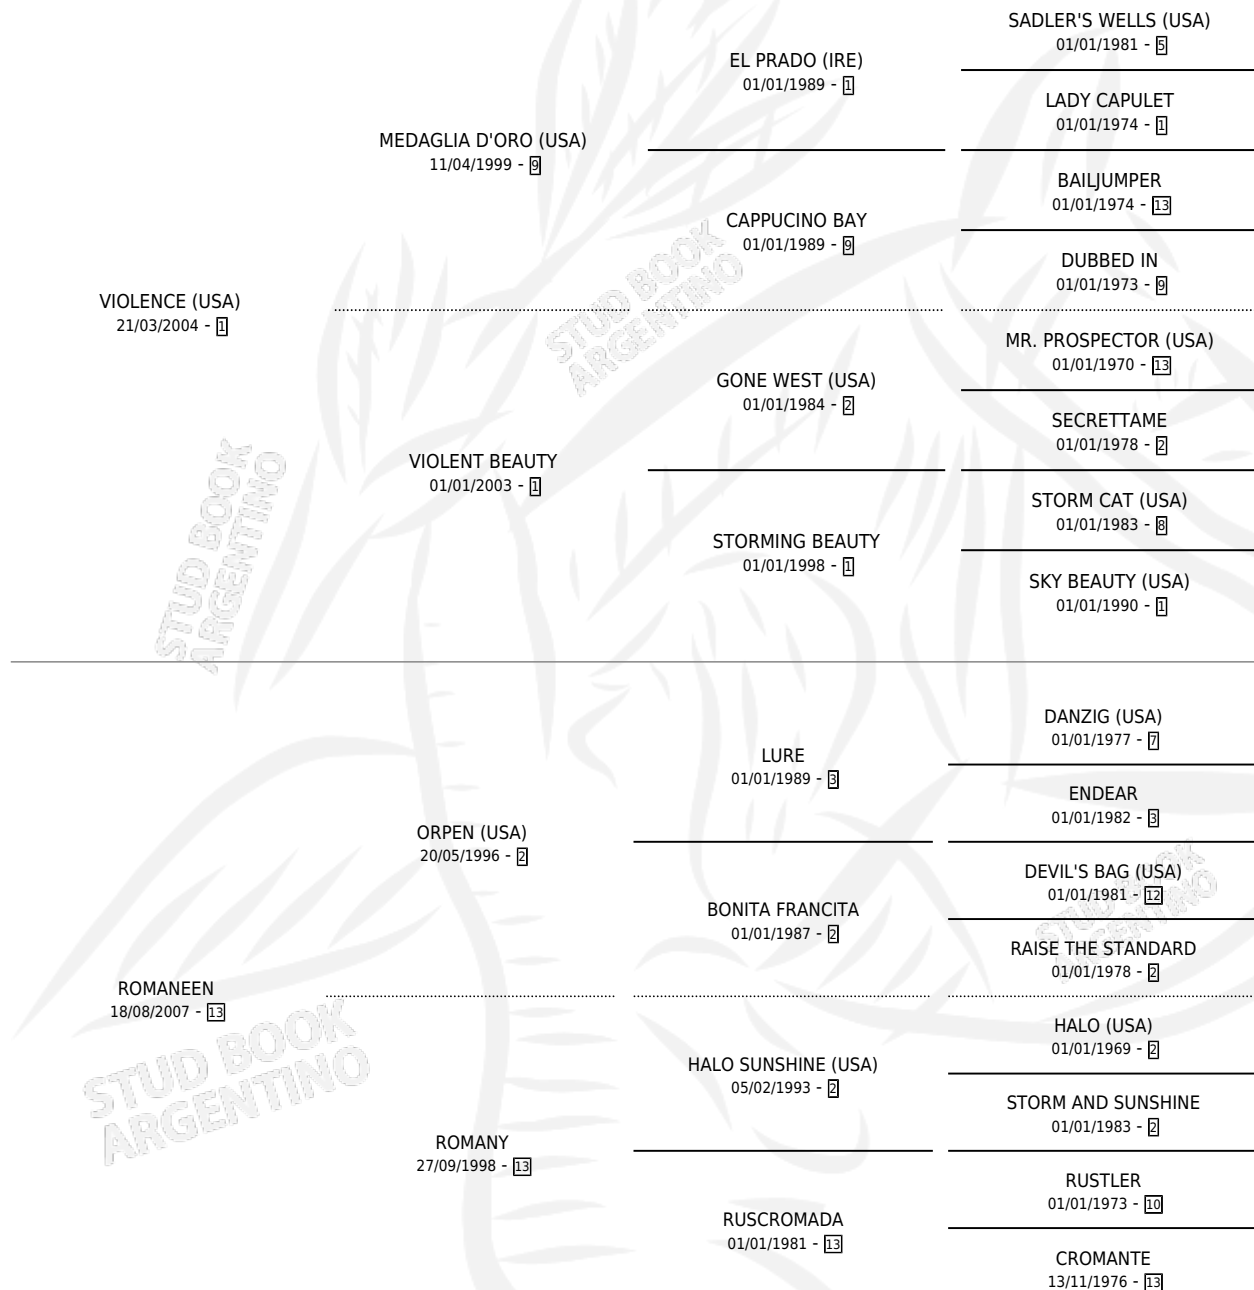 SADLER'S WELLS (USA)
01/01/1981 - 5
EL PRADO (IRE)
01/01/1989 - 1
LADY CAPULET
01/01/1974 - 1
MEDAGLIA D'ORO (USA)
11/04/1999 - 9
BAILJUMPER
01/01/1974 - 13
CAPPUCINO BAY
01/01/1989 - 9
DUBBED IN
01/01/1973 - 9
VIOLENCE (USA)
21/03/2004 - 1
STUD BOOK
ARGENTINO
MR. PROSPECTOR (USA)
01/01/1970 - 13
GONE WEST (USA)
01/01/1984 - 2
SECRETTAME
01/01/1978 - 2
VIOLENT BEAUTY
01/01/2003 - 1
STORM CAT (USA)
01/01/1983 - 8
STORMING BEAUTY
01/01/1998 - 1
SKY BEAUTY (USA)
01/01/1990 - 1
STUD BOOK
ARGENTINO
DANZIG (USA)
01/01/1977 - 7
LURE
01/01/1989 - 3
ENDEAR
01/01/1982 - 3
ORPEN (USA)
20/05/1996 - 2
DEVIL'S BAG (USA)
01/01/1981 - 12
BONITA FRANCITA
01/01/1987 - 2
STUD BOOK
ARGENTINO
RAISE THE STANDARD
01/01/1978 - 2
ROMANEEN
18/08/2007 - 13
HALO (USA)
01/01/1969 - 2
HALO SUNSHINE (USA)
05/02/1993 - 2
STUD BOOK
ARGENTINO
STORM AND SUNSHINE
01/01/1983 - 2
ROMANY
27/09/1998 - 13
RUSTLER
01/01/1973 - 10
RUSCROMADA
01/01/1981 - 13
CROMANTE
13/11/1976 - 13